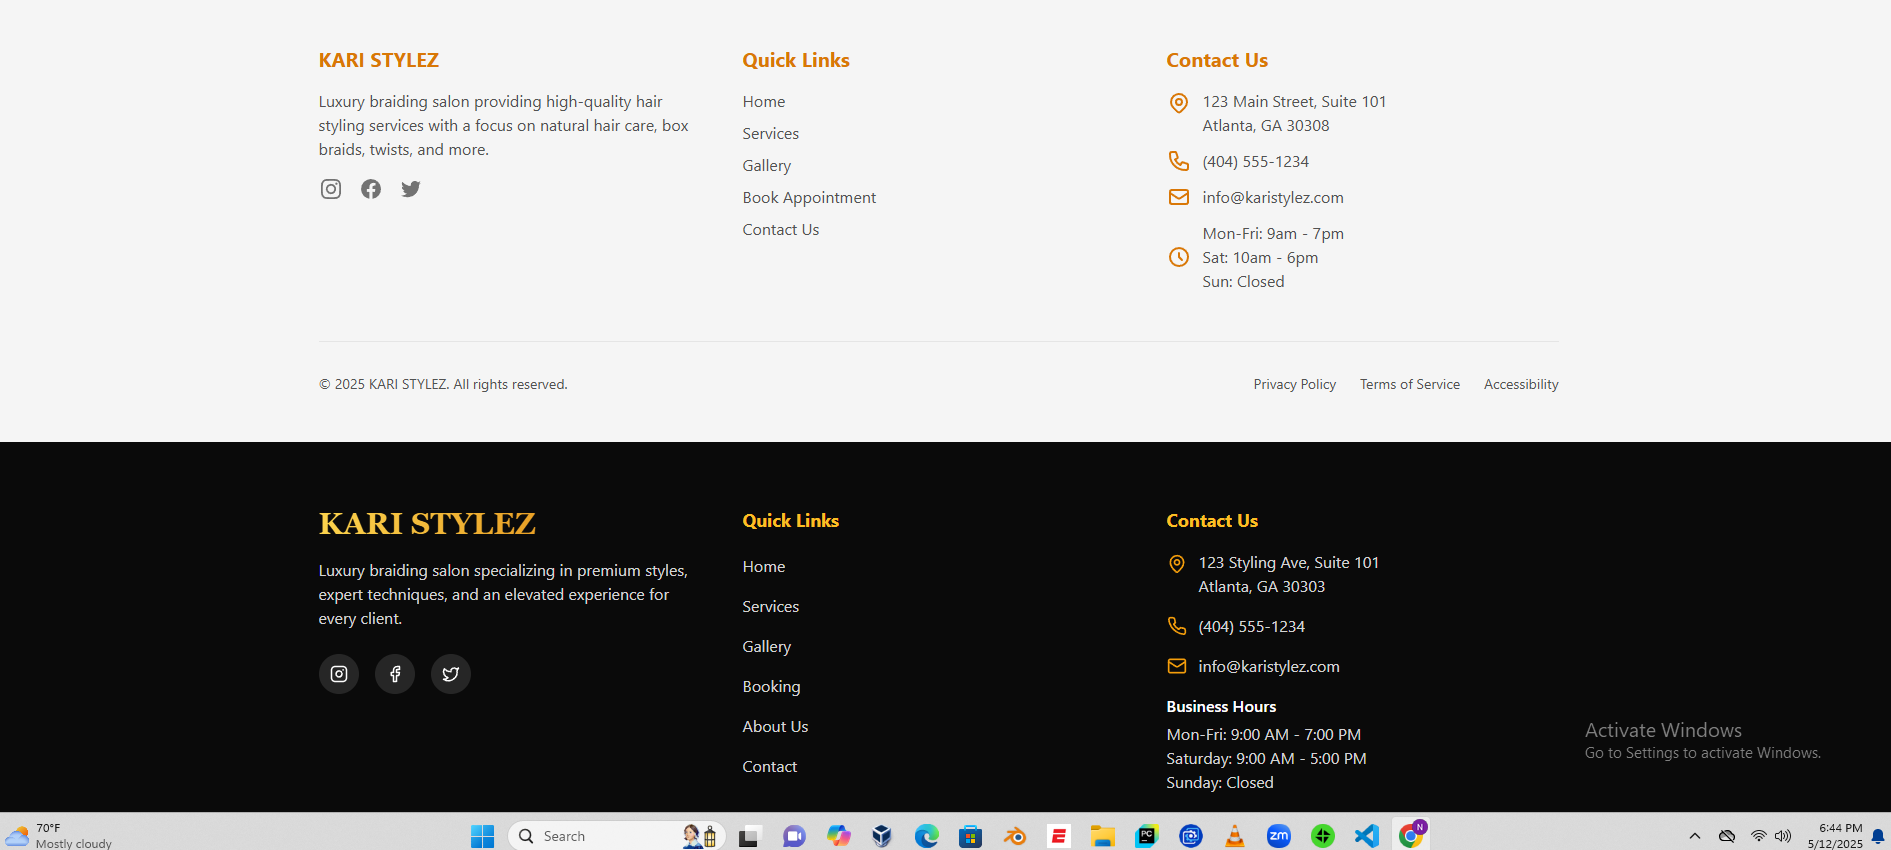 KARI STYLEZ
Luxury braiding salon providing high-quality hair
styling services with a focus on natural hair care, box
braids, twists, and more.
Quick Links
Home
Services
Gallery
Book Appointment
Contact Us
Contact Us
123 Main Street, Suite 101
Atlanta, GA 30308
(404) 555-1234
info@karistylez.com
Mon-Fri: 9am - 7pm
Sat: 10am - 6pm
Sun: Closed
© 2025 KARI STYLEZ. All rights reserved.
Privacy Policy
Terms of Service
Accessibility
KARI STYLEZ
Luxury braiding salon specializing in premium styles,
expert techniques, and an elevated experience for
every client.
Quick Links
Home
Services
Gallery
Booking
About Us
Contact
Contact Us
123 Styling Ave, Suite 101
Atlanta, GA 30303
(404) 555-1234
info@karistylez.com
Business Hours
Mon-Fri: 9:00 AM - 7:00 PM
Saturday: 9:00 AM - 5:00 PM
Sunday: Closed
Activate Windows
Go to Settings to activate Windows.
70°F
Mostly cloudy
Search
E
PC
zm
N
6:44 PM
5/12/2025